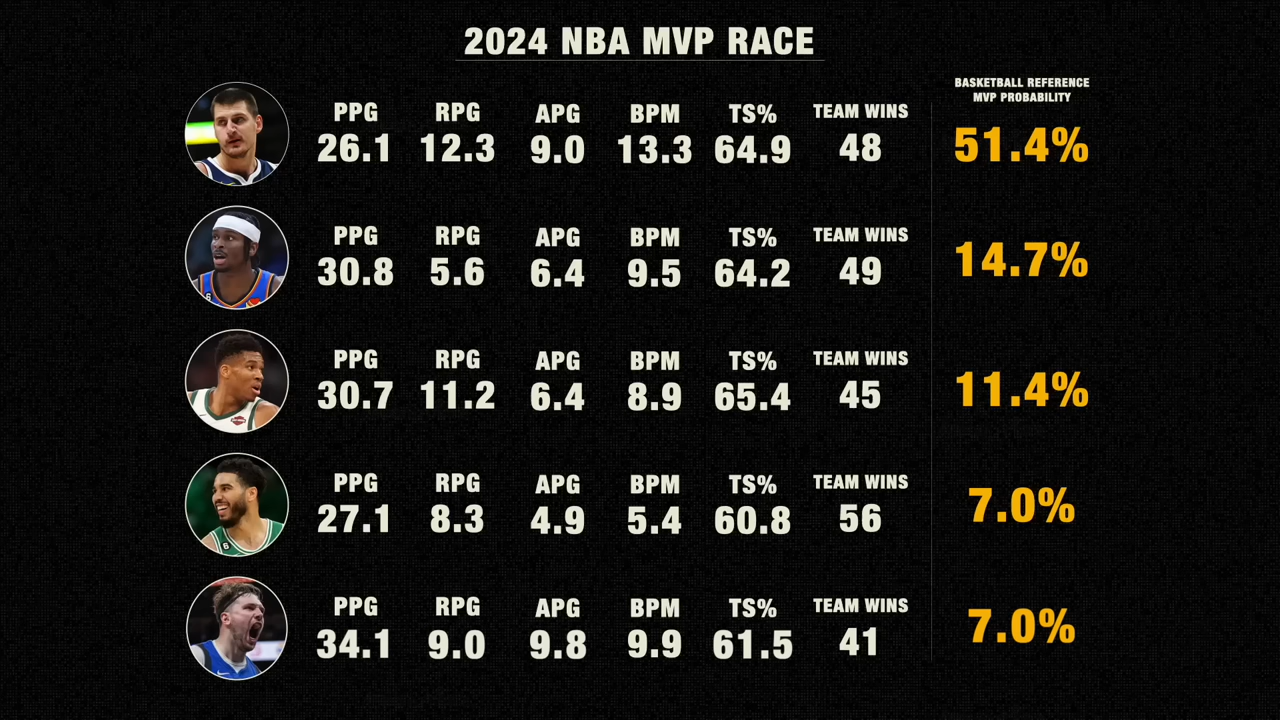 2024 NBA MVP RACE
BASKETBALL REFERENCE
MVP PROBABILITY
PPG RPG APG BPM TS% TEAM WINS
26.1 12.3 9.0 13.3 64.9 48 51.4%
PPG RPG APG BPM TS% TEAM WINS
30.8 5.6 6.4 9.5 64.2 49 14.7%
PPG RPG APG BPM TS% TEAM WINS
30.7 11.2 6.4 8.9 65.4 45 11.4%
PPG RPG APG BPM TS% TEAM WINS
27.1 8.3 4.9 5.4 60.8 56 7.0%
PPG RPG APG BPM TS% TEAM WINS
34.1 9.0 9.8 9.9 61.5 41 7.0%